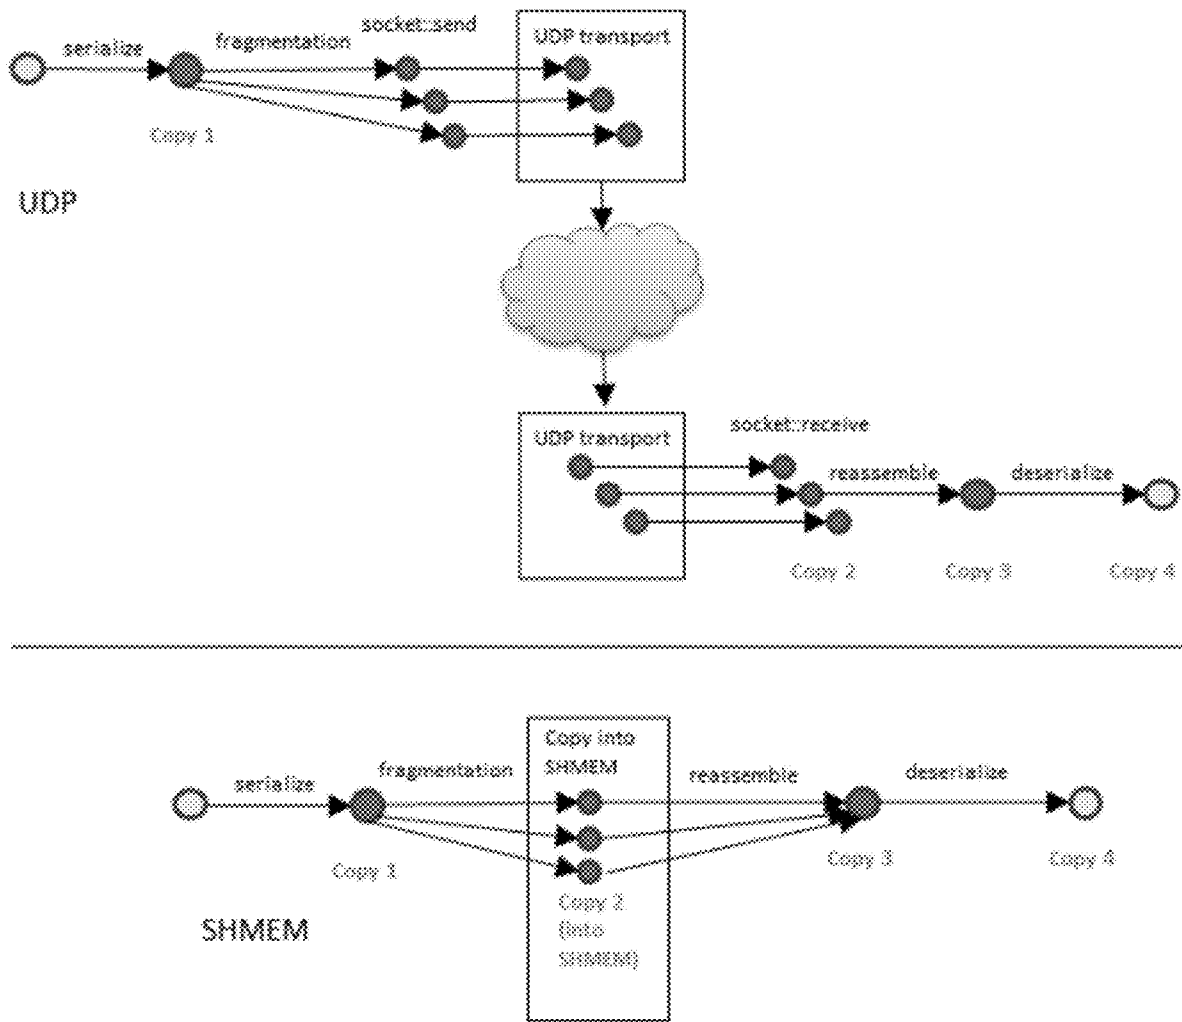 socket::send
serialize
fragmentation
UDP transport
Copy 1
UDP
UDP transport
socket::receive
reassemble
deserialize
Copy 2
Copy 3
Copy 4
Copy into
SHMEM
serialize
fragmentation
reassemble
deserialize
Copy 1
Copy 3
Copy 4
Copy 2
(into
SHMEM)
SHMEM